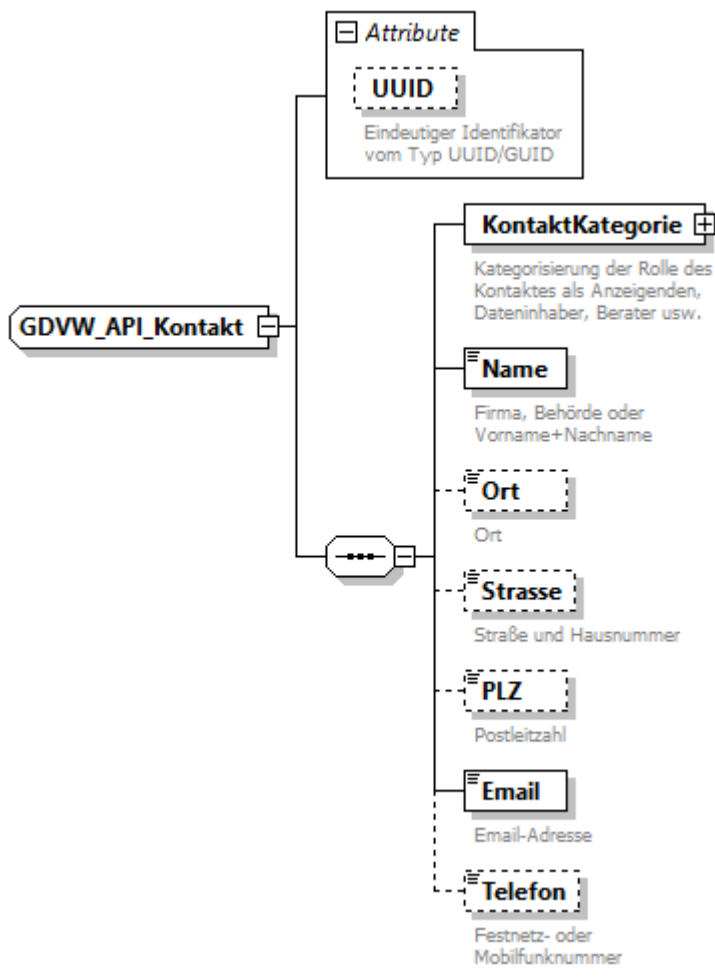 Attribute
UUID
Eindeutiger Identifikator
vom Typ UUID/GUID
GDVW_API_Kontakt
KontaktKategorie
Kategorisierung der Rolle des
Kontaktes als Anzeigenden,
Dateninhaber, Berater usw.
Name
Firma, Behörde oder
Vorname+Nachname
Ort
Ort
Strasse
Straße und Hausnummer
PLZ
Postleitzahl
Email
Email-Adresse
Telefon
Festnetz- oder
Mobilfunknummer